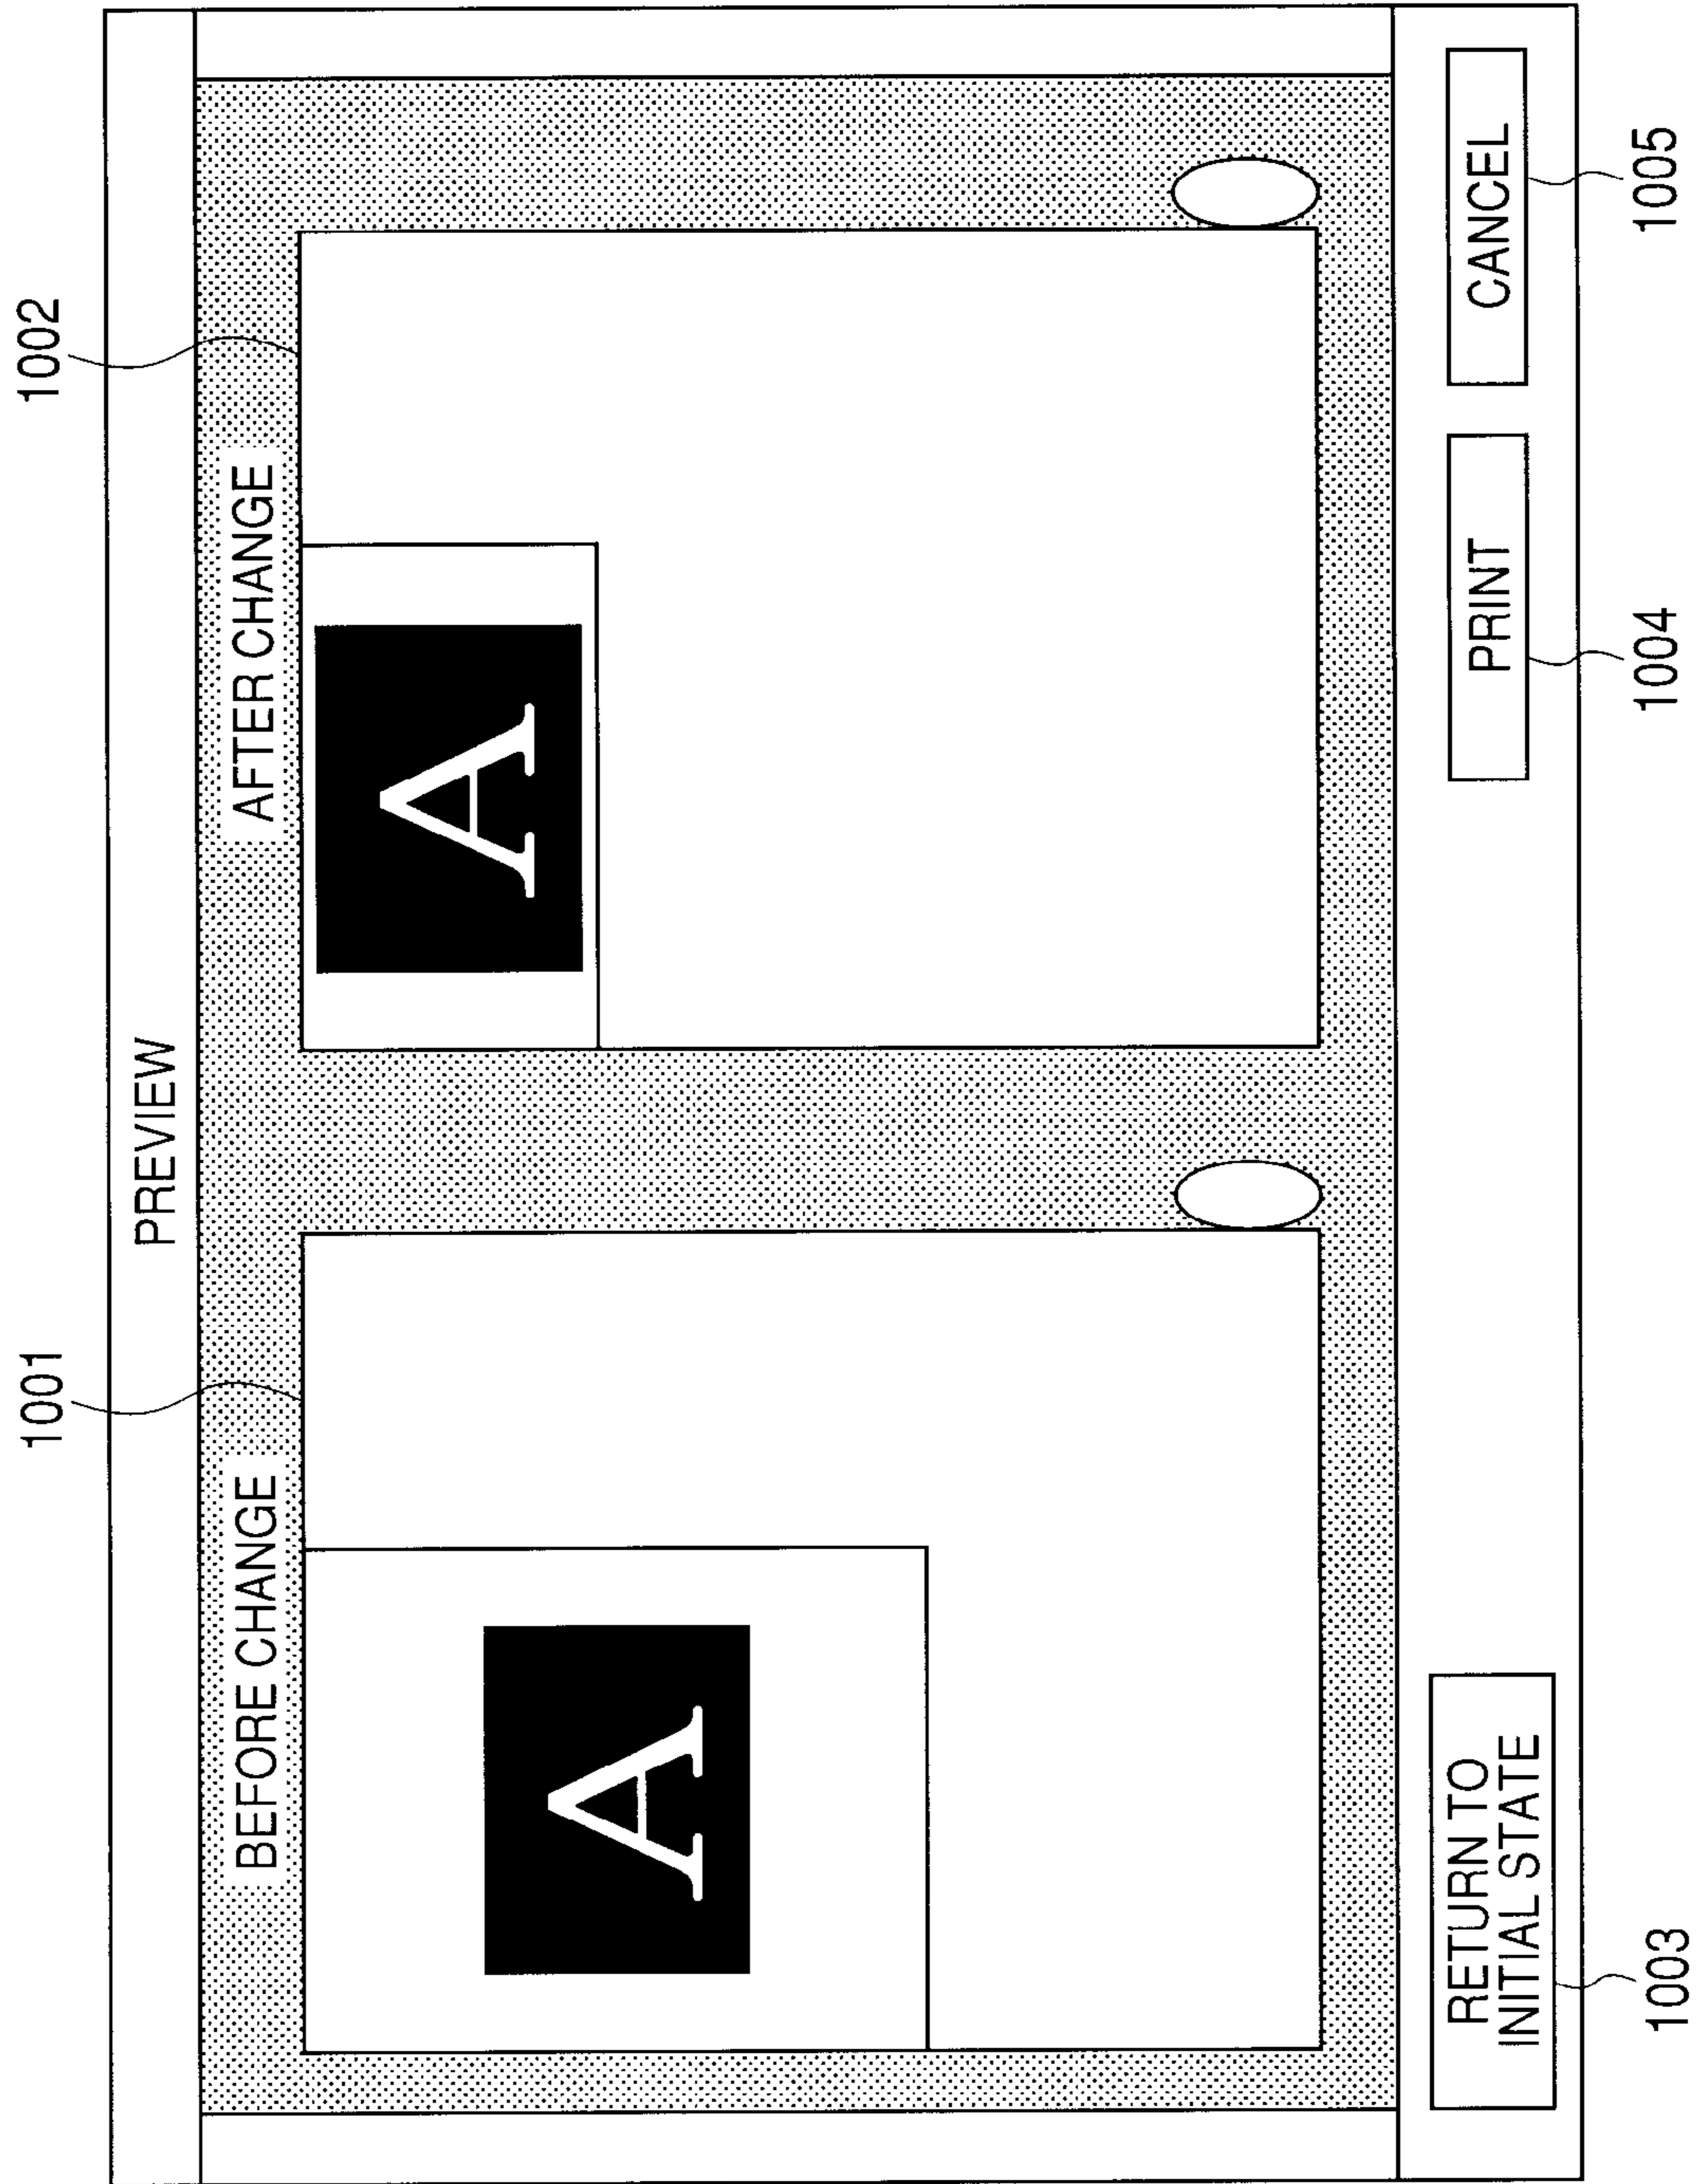 1001
1002
PREVIEW
BEFORE CHANGE
AFTER CHANGE
A
A
RETURN TO
INITIAL STATE
PRINT
CANCEL
1003
1004
1005